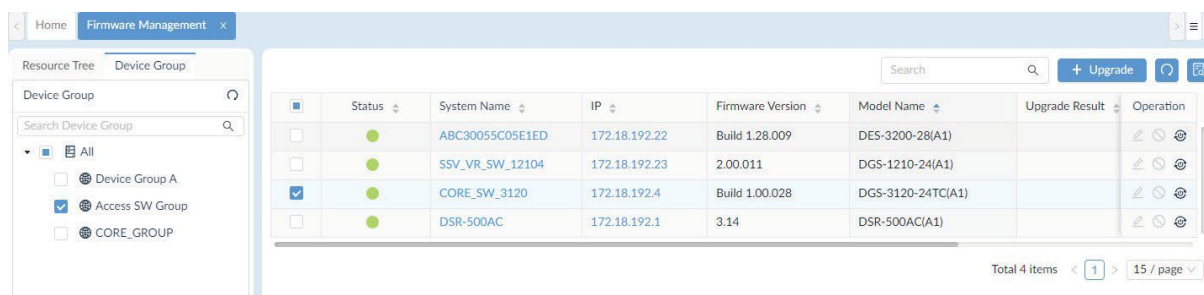 Home Firmware Management x
Resource Tree Device Group
Device Group
Search Device Group
All
Device Group A
Access SW Group
CORE_GROUP
Search + Upgrade
Status System Name IP Firmware Version Model Name Upgrade Result Operation
ABC30055C05E1ED 172.18.192.22 Build 1.28.009 DES-3200-28(A1)
SSV_VR_SW_12104 172.18.192.23 2.00.011 DGS-1210-24(A1)
CORE_SW_3120 172.18.192.4 Build 1.00.028 DGS-3120-24TC(A1)
DSR-500AC 172.18.192.1 3.14 DSR-500AC(A1)
Total 4 items < 1 > 15 / page